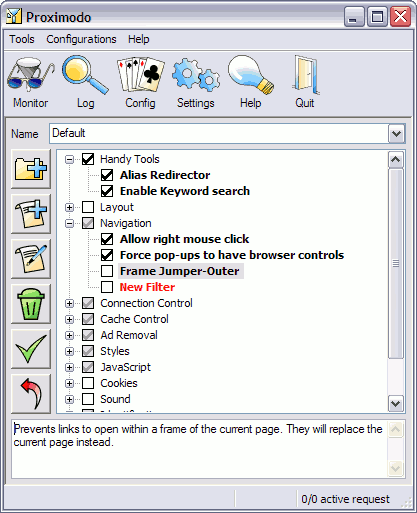 Proximodo
Tools Configurations Help
Monitor Log Config Settings Help Quit
Name Default
Handy Tools
Alias Redirector
Enable Keyword search
Layout
Navigation
Allow right mouse click
Force pop-ups to have browser controls
Frame Jumper-Outer
New Filter
Connection Control
Cache Control
Ad Removal
Styles
JavaScript
Cookies
Sound
Prevents links to open within a frame of the current page. They will replace the
current page instead.
0/0 active request